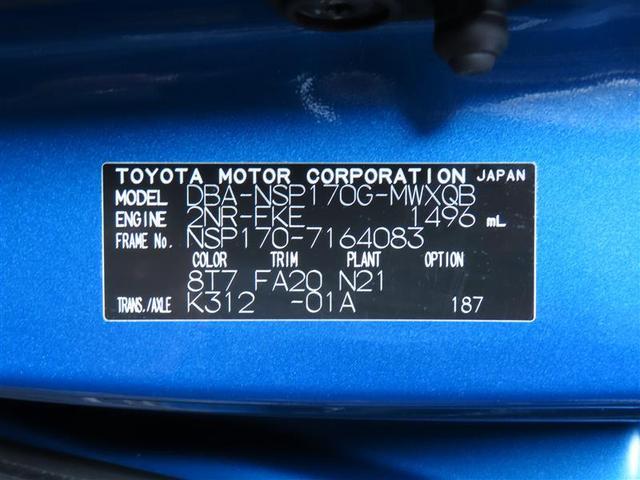 TOYOTA MOTOR CORPORATION JAPAN
MODEL DBA-NSP170G-MWXQB
ENGINE 2NR-FKE 1496 mL
FRAME No. NSP170-7164083
COLOR TRIM PLANT OPTION
8T7 FA20 N21
TRANS./AXLE K312 -01A 187